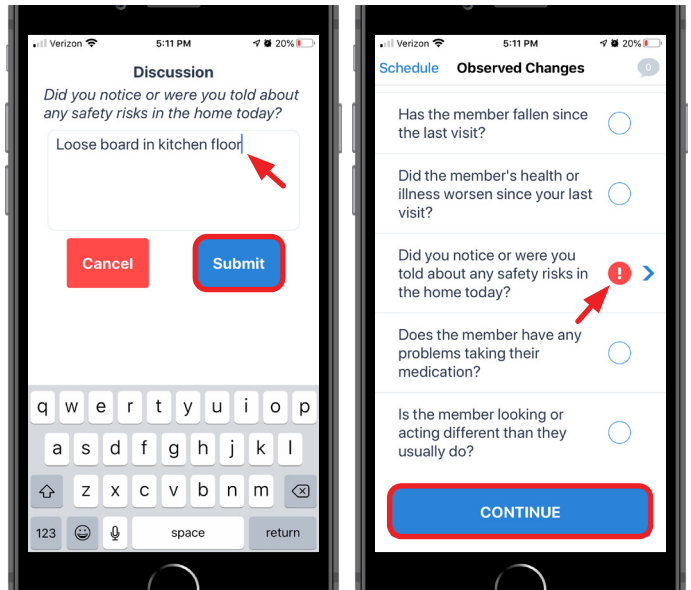 Verizon 5:11 PM 20%
Discussion
Did you notice or were you told about
any safety risks in the home today?
Loose board in kitchen floor
Cancel Submit
q w e r t y u i o p
a s d f g h j k l
z x c v b n m
123 space return
Verizon 5:11 PM 20%
Schedule Observed Changes 0
Has the member fallen since
the last visit?
Did the member's health or
illness worsen since your last
visit?
Did you notice or were you
told about any safety risks in
the home today?
!
Does the member have any
problems taking their
medication?
Is the member looking or
acting different than they
usually do?
CONTINUE